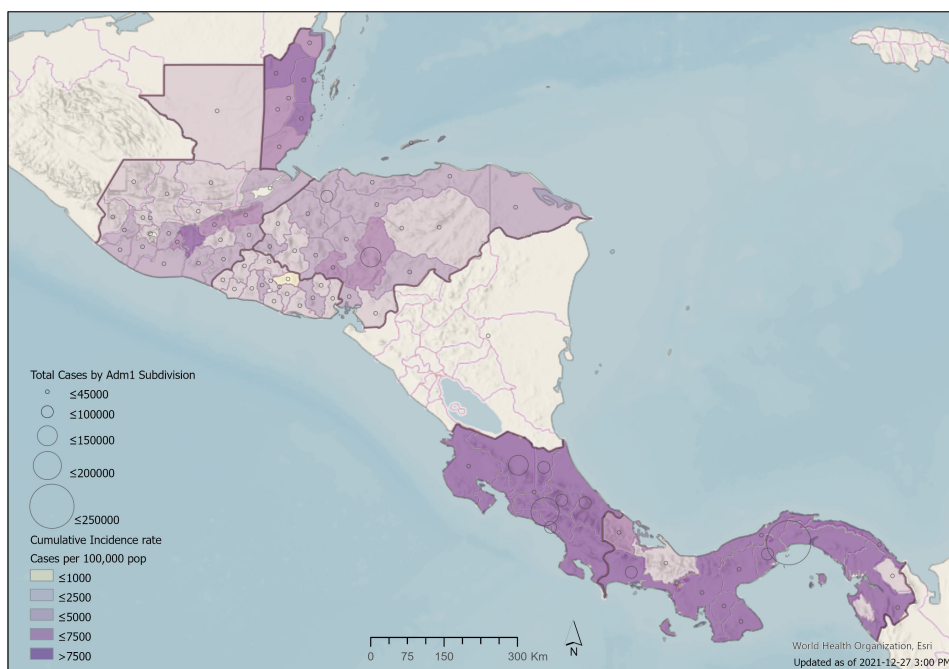 Total Cases by Adm1 Subdivision
≤45000
≤100000
≤150000
≤200000
≤250000
Cumulative Incidence rate
Cases per 100,000 pop
≤1000
≤2500
≤5000
≤7500
>7500
0 75 150 300 Km
N
World Health Organization, Esri
Updated as of 2021-12-27 3:00 PM